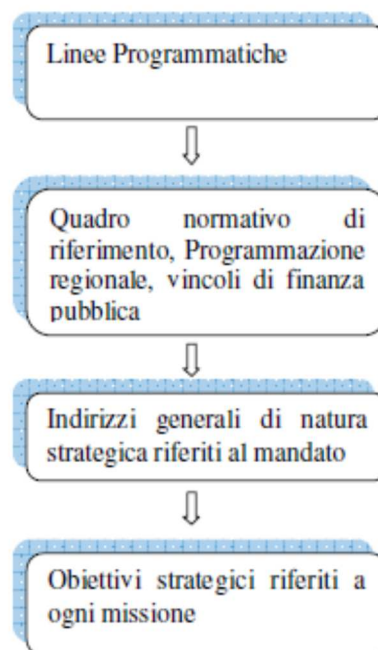 Linee Programmatiche
Quadro normativo di
riferimento, Programmazione
regionale, vincoli di finanza
pubblica
Indirizzi generali di natura
strategica riferiti al mandato
Obiettivi strategici riferiti a
ogni missione